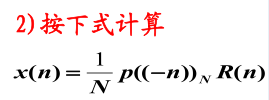 2)按下式计算
x(n) = 1/N p((-n))_N R(n)